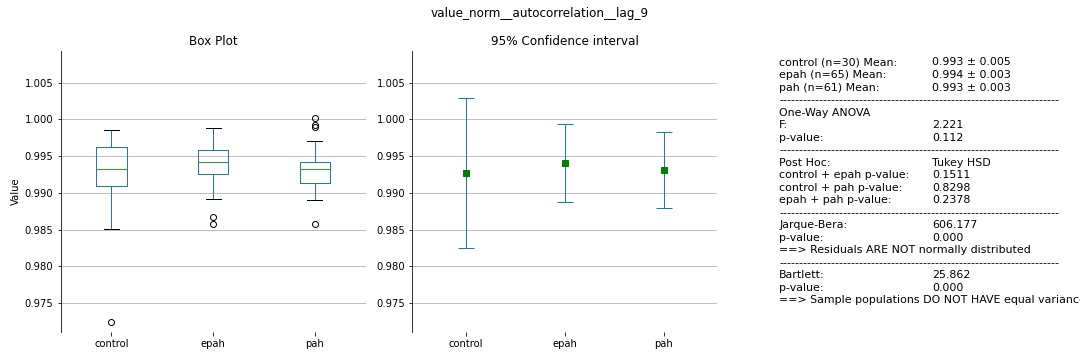 value_norm__autocorrelation__lag_9
Box Plot
Value
1.005
1.000
0.995
0.990
0.985
0.980
0.975
control epah pah
95% Confidence interval
1.005
1.000
0.995
0.990
0.985
0.980
0.975
control epah pah
control (n=30) Mean: 0.993 ± 0.005
epah (n=65) Mean: 0.994 ± 0.003
pah (n=61) Mean: 0.993 ± 0.003
One-Way ANOVA
F: 2.221
p-value: 0.112
Post Hoc: Tukey HSD
control + epah p-value: 0.1511
control + pah p-value: 0.8298
epah + pah p-value: 0.2378
Jarque-Bera: 606.177
p-value: 0.000
==> Residuals ARE NOT normally distributed
Bartlett: 25.862
p-value: 0.000
==> Sample populations DO NOT HAVE equal varianc